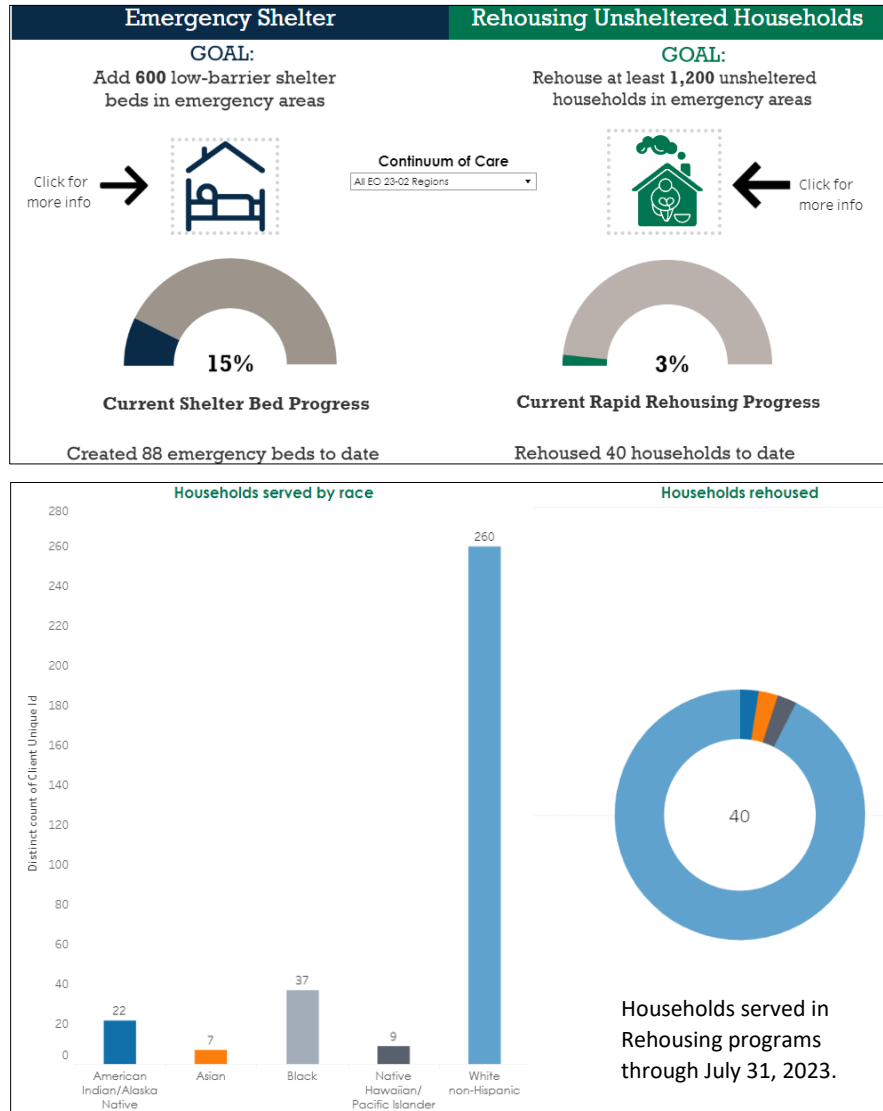 Emergency Shelter
Rehousing Unsheltered Households
GOAL:
Add 600 low-barrier shelter
beds in emergency areas
GOAL:
Rehouse at least 1,200 unsheltered
households in emergency areas
Click for
more info
Continuum of Care
All EO 23-02 Regions
Click for
more info
15%
Current Shelter Bed Progress
Created 88 emergency beds to date
3%
Current Rapid Rehousing Progress
Rehoused 40 households to date
Households served by race
Distinct count of Client Unique Id
280
260
240
220
200
180
160
140
120
100
80
60
40
20
0
22
7
37
9
260
American
Indian/Alaska
Native
Asian
Black
Native
Hawaiian/
Pacific Islander
White
non-Hispanic
Households rehoused
40
Households served in
Rehousing programs
through July 31, 2023.